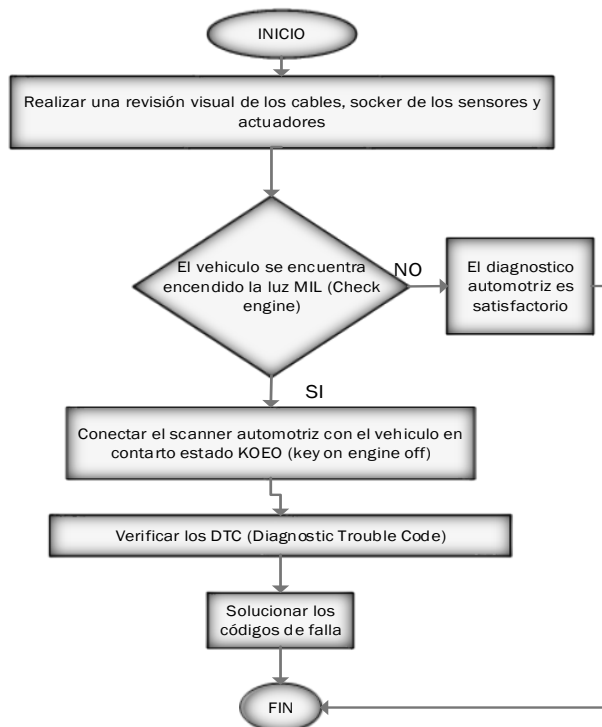 INICIO
Realizar una revisión visual de los cables, socker de los sensores y
actuadores
El vehiculo se encuentra
encendido la luz MIL (Check
engine)
NO
El diagnostico
automotriz es
satisfactorio
SI
Conectar el scanner automotriz con el vehiculo en
contarto estado KOEO (key on engine off)
Verificar los DTC (Diagnostic Trouble Code)
Solucionar los
códigos de falla
FIN